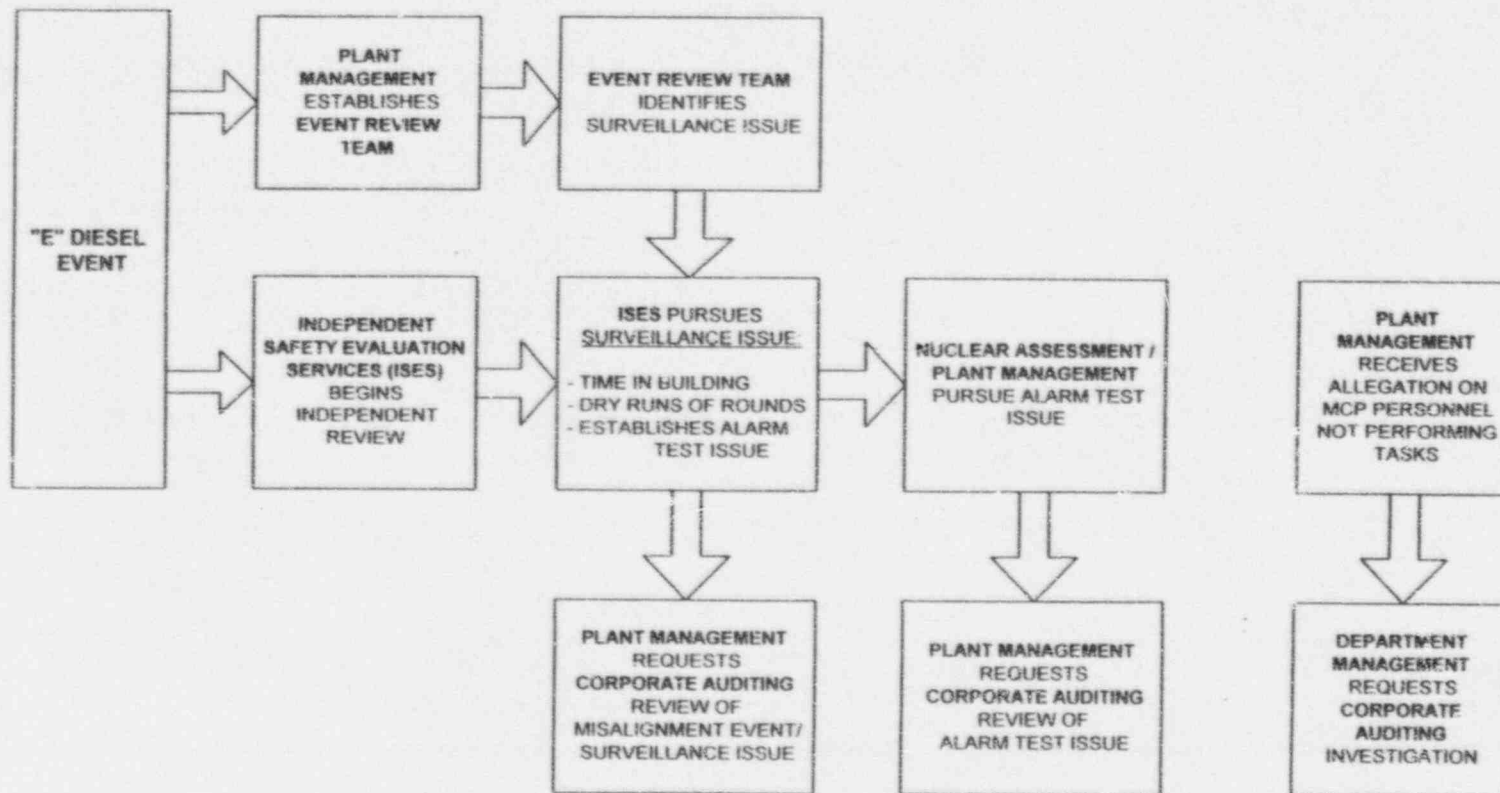 "E" DIESEL
EVENT
PLANT
MANAGEMENT
ESTABLISHES
EVENT REVIEW
TEAM
EVENT REVIEW TEAM
IDENTIFIES
SURVEILLANCE ISSUE
INDEPENDENT
SAFETY EVALUATION
SERVICES (ISES)
BEGINS
INDEPENDENT
REVIEW
ISES PURSUES
SURVEILLANCE ISSUE:
- TIME IN BUILDING
- DRY RUNS OF ROUNDS
- ESTABLISHES ALARM
TEST ISSUE
NUCLEAR ASSESSMENT /
PLANT MANAGEMENT
PURSUE ALARM TEST
ISSUE
PLANT
MANAGEMENT
RECEIVES
ALLEGATION ON
MCP PERSONNEL
NOT PERFORMING
TASKS
PLANT MANAGEMENT
REQUESTS
CORPORATE AUDITING
REVIEW OF
MISALIGNMENT EVENT/
SURVEILLANCE ISSUE
PLANT MANAGEMENT
REQUESTS
CORPORATE AUDITING
REVIEW OF
ALARM TEST ISSUE
DEPARTMENT
MANAGEMENT
REQUESTS
CORPORATE
AUDITING
INVESTIGATION